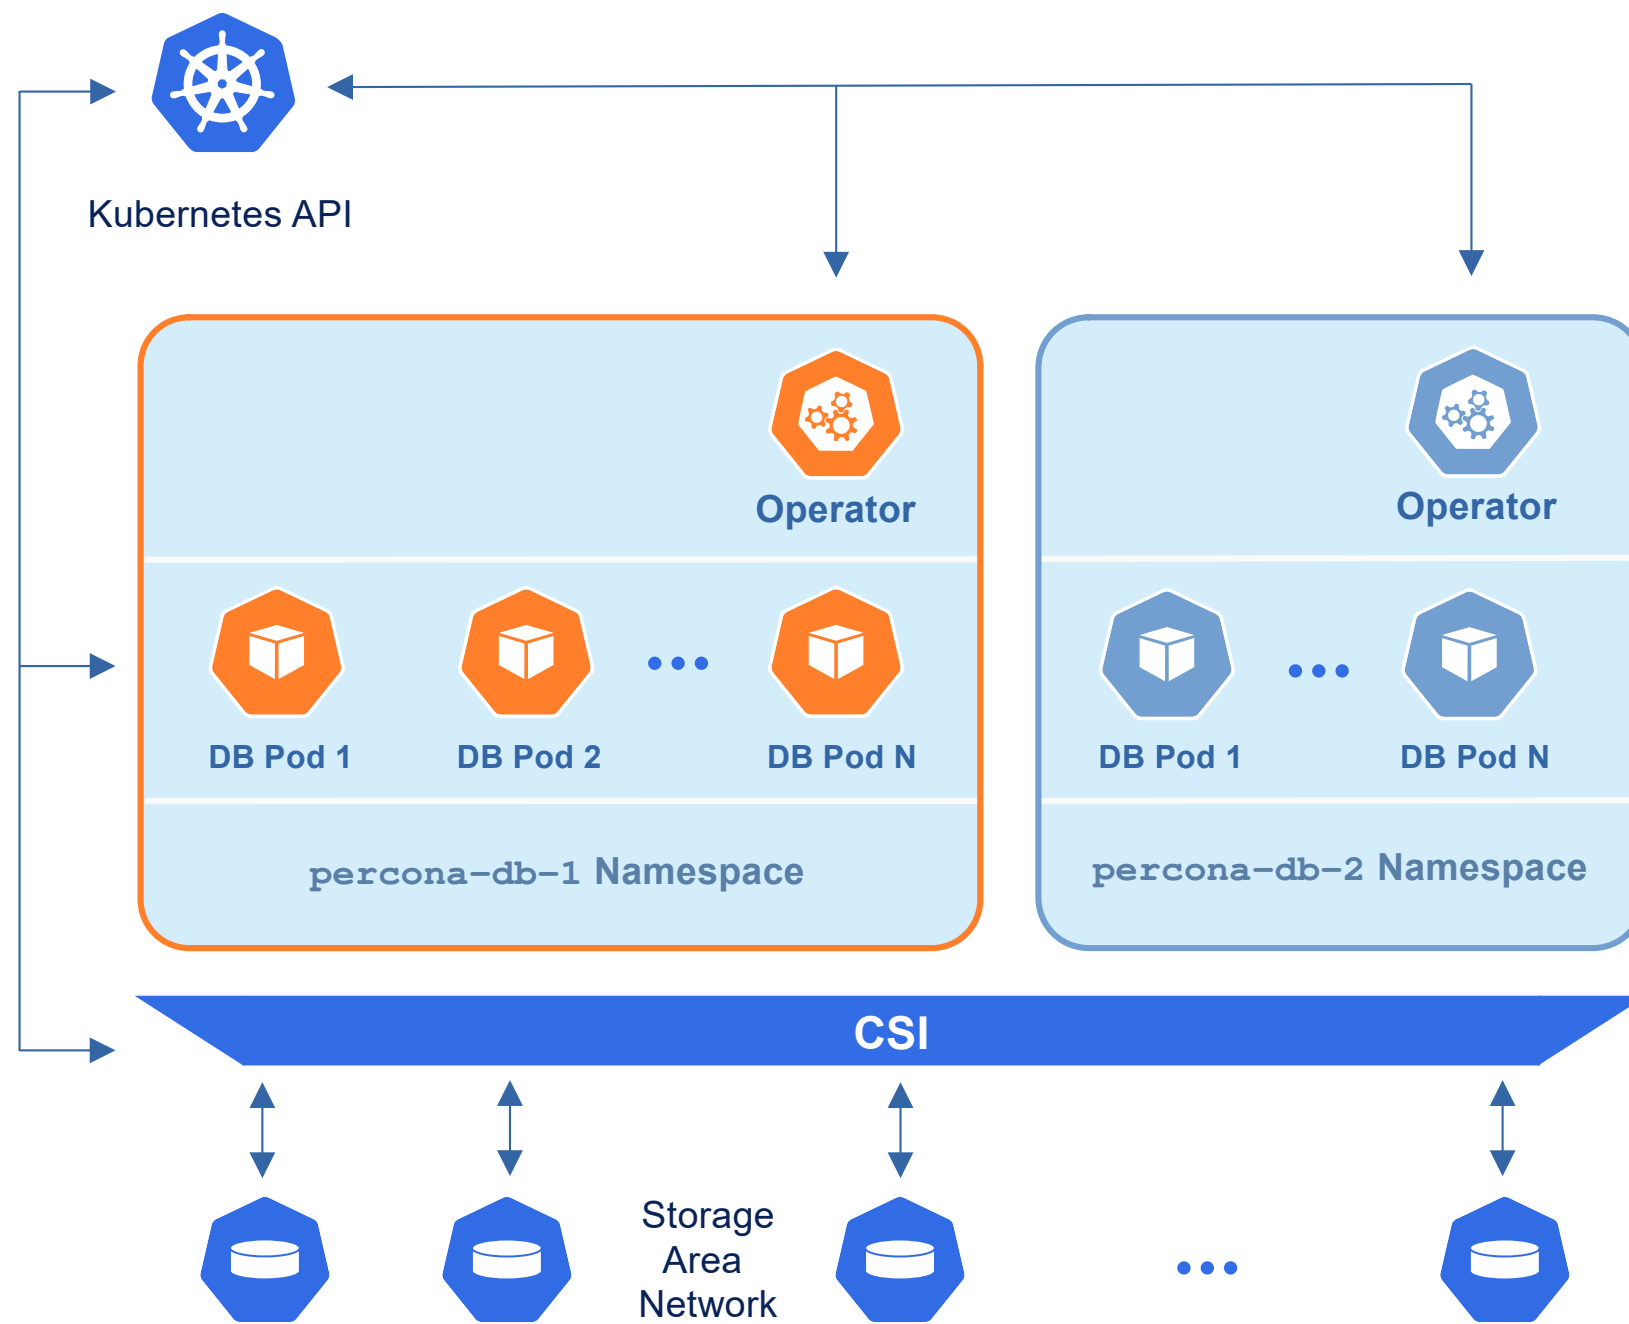 Kubernetes API
Operator
Operator
DB Pod 1
DB Pod 2
DB Pod N
DB Pod 1
DB Pod N
percona-db-1 Namespace
percona-db-2 Namespace
CSI
Storage
Area
Network